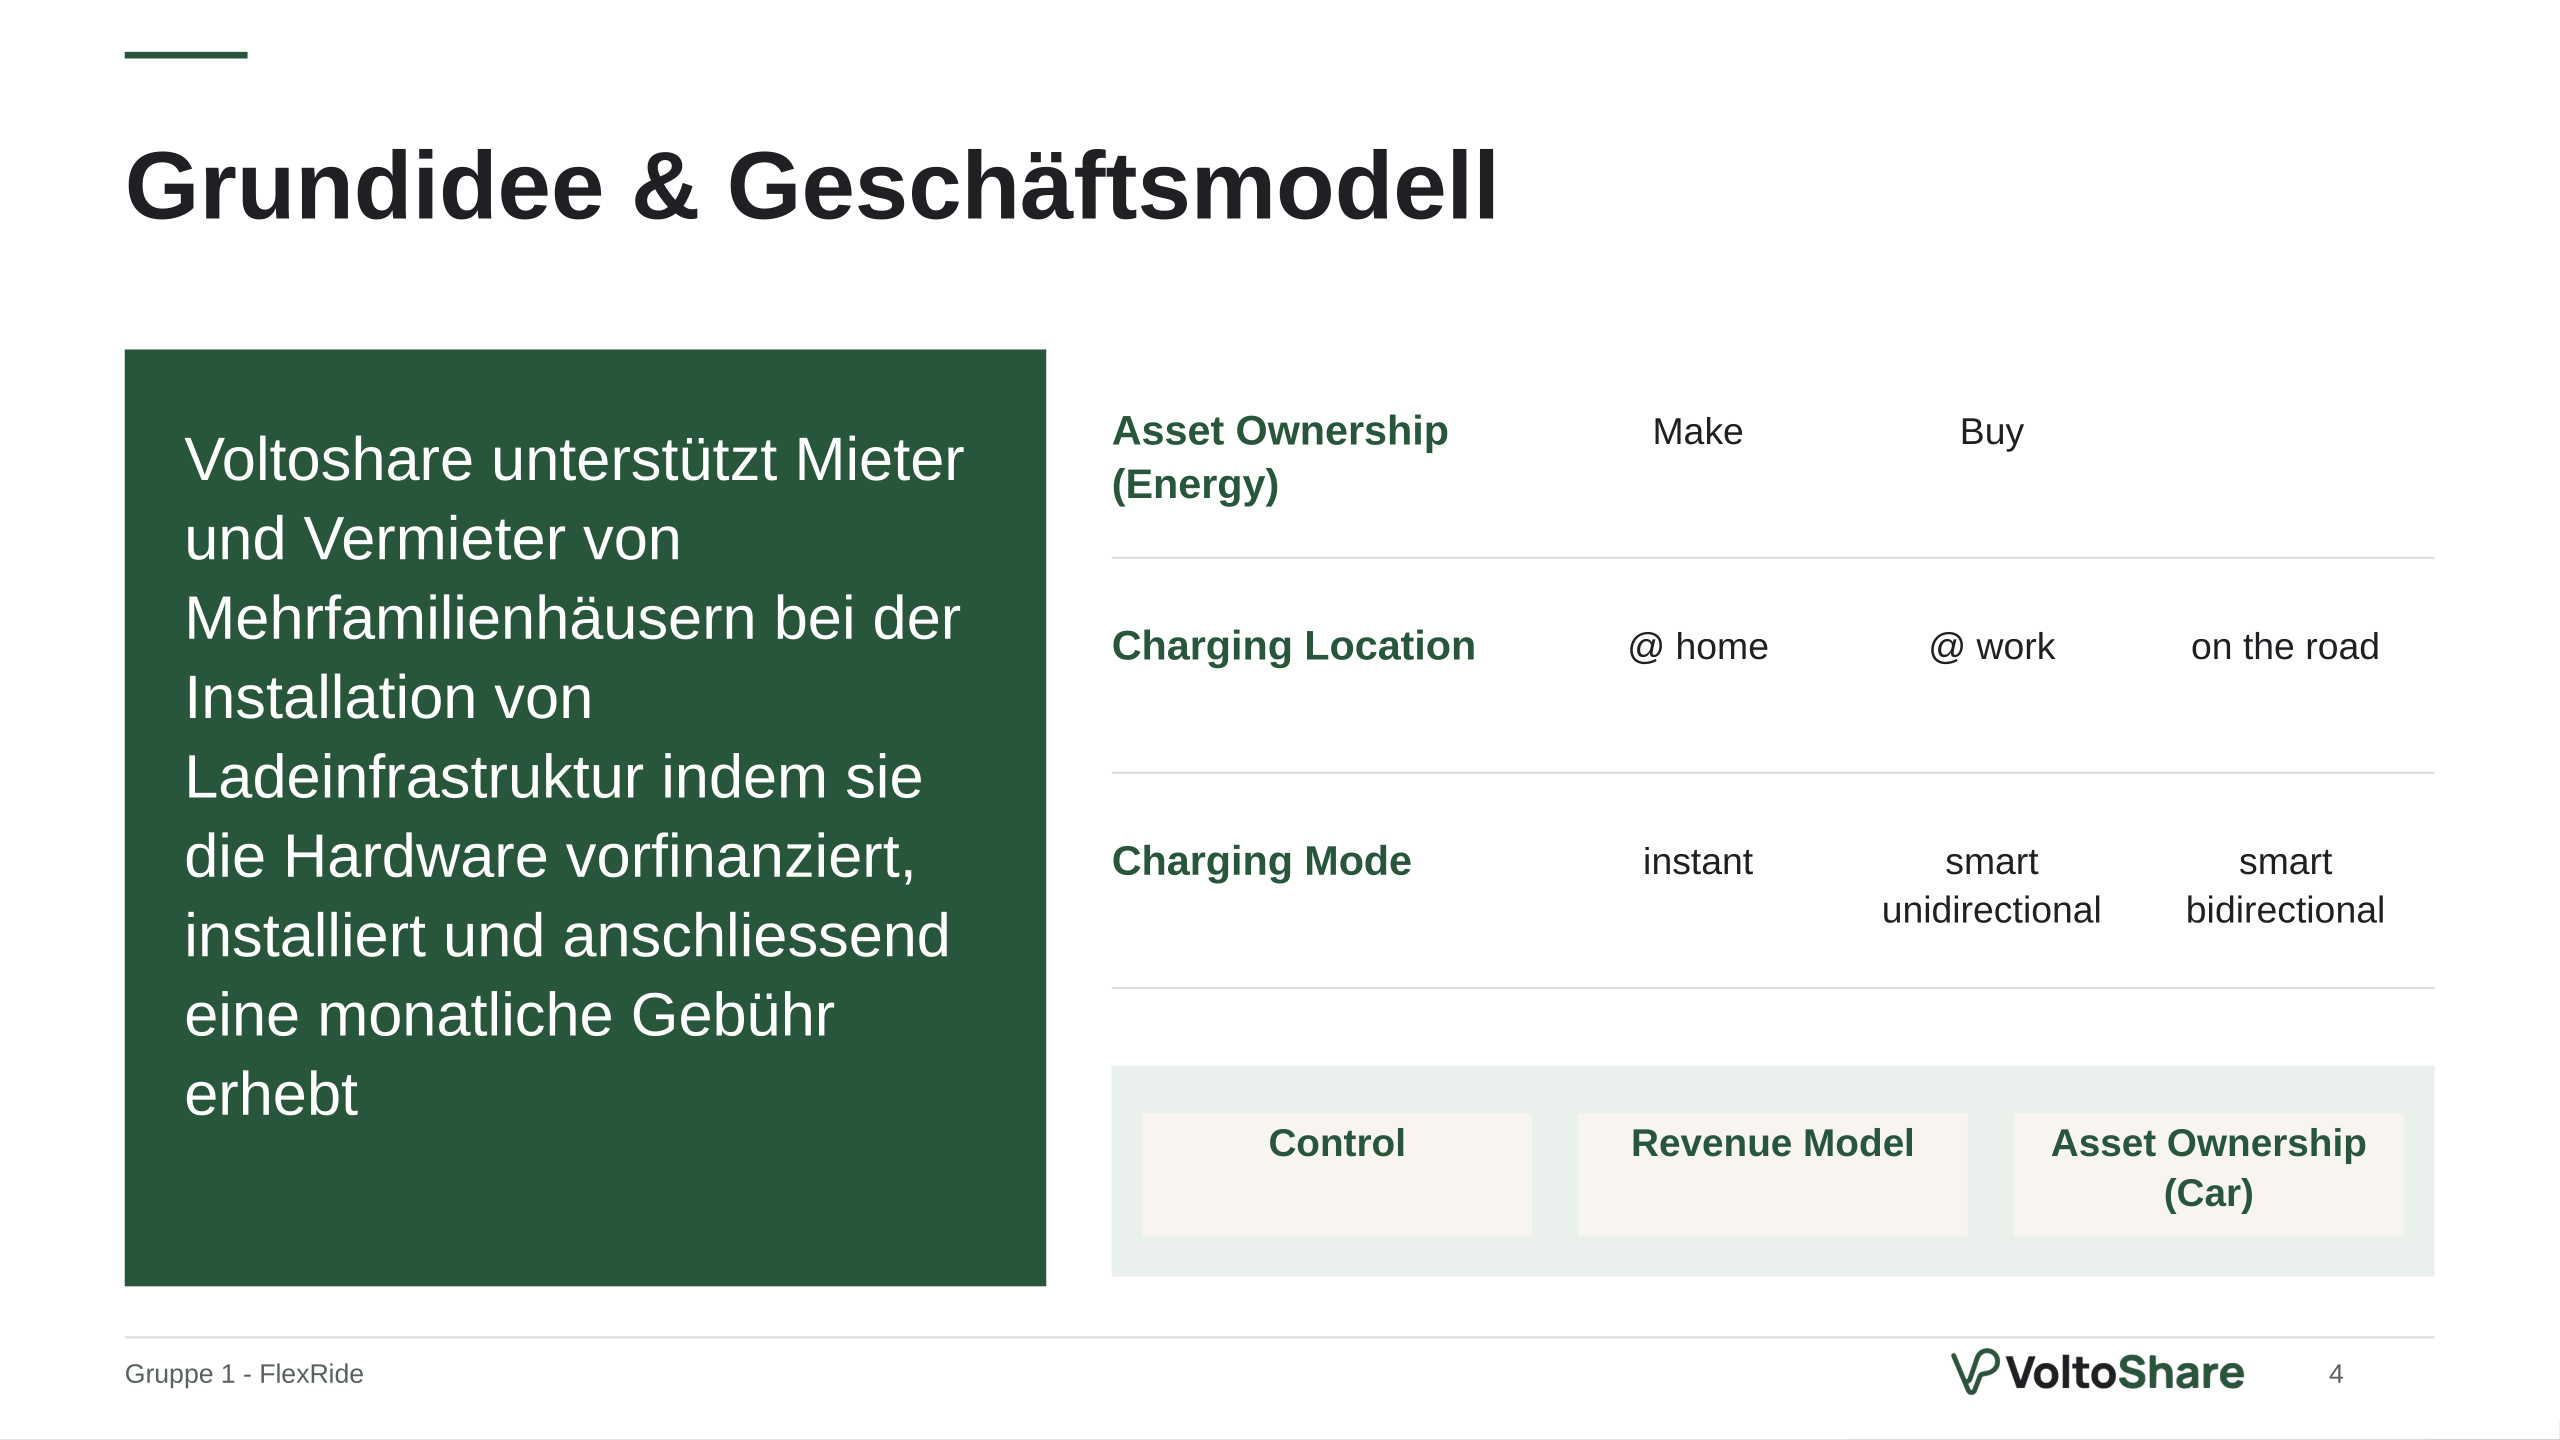 Grundidee & Geschäftsmodell
Voltoshare unterstützt Mieter
und Vermieter von
Mehrfamilienhäusern bei der
Installation von
Ladeinfrastruktur indem sie
die Hardware vorfinanziert,
installiert und anschliessend
eine monatliche Gebühr
erhebt
Asset Ownership
(Energy)
Make
Buy
Charging Location
@ home
@ work
on the road
Charging Mode
instant
smart
unidirectional
smart
bidirectional
Control
Revenue Model
Asset Ownership
(Car)
Gruppe 1 - FlexRide
VoltoShare
4